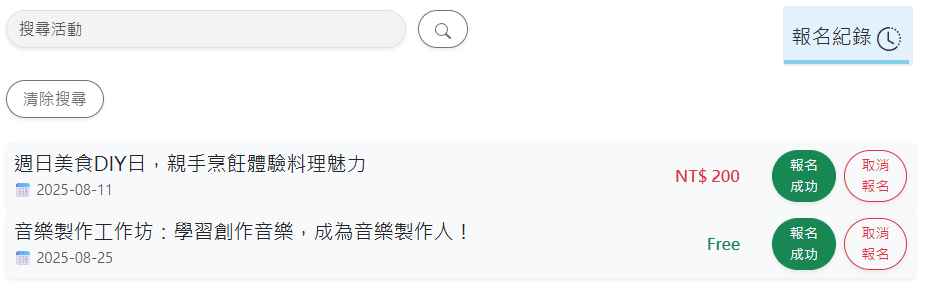 搜尋活動
報名紀錄
清除搜尋
週日美食DIY日，親手烹飪體驗料理魅力
2025-08-11
NT$ 200
報名
成功
取消
報名
音樂製作工作坊：學習創作音樂，成為音樂製作人！
2025-08-25
Free
報名
成功
取消
報名